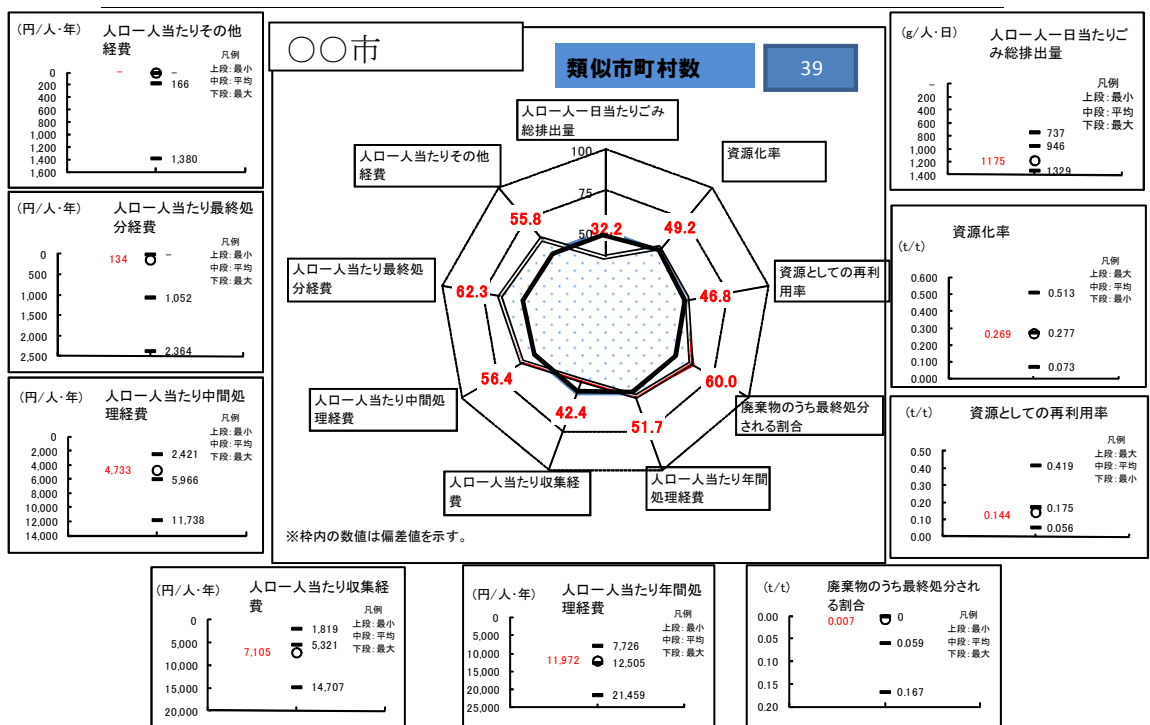 (円/人・年)
人口一人当たりその他
経費
凡例
上段:最小
中段:平均
下段:最大
0
200
400
600
800
1,000
1,200
1,400
1,600
–
–
166
1,380
(円/人・年)
人口一人当たり最終処
分経費
凡例
上段:最小
中段:平均
下段:最大
0
500
1,000
1,500
2,000
2,500
134
–
1,052
2,364
(円/人・年)
人口一人当たり中間処
理経費
凡例
上段:最小
中段:平均
下段:最大
0
2,000
4,000
6,000
8,000
10,000
12,000
14,000
4,733
2,421
5,966
11,738
〇〇市
類似市町村数
39
人口一人一日当たりごみ
総排出量
資源化率
資源としての再利
用率
廃棄物のうち最終処分
される割合
人口一人当たり年間
処理経費
人口一人当たり収集経
費
人口一人当たり中間処
理経費
人口一人当たり最終処
分経費
人口一人当たりその他
経費
100
75
50
32.2
49.2
46.8
60.0
51.7
42.4
56.4
62.3
55.8
※枠内の数値は偏差値を示す。
(g/人・日)
人口一人一日当たりご
み総排出量
凡例
上段:最小
中段:平均
下段:最大
–
200
400
600
800
1,000
1,200
1,400
1175
737
946
1329
(t/t)
資源化率
凡例
上段:最大
中段:平均
下段:最小
0.600
0.500
0.400
0.300
0.200
0.100
0.000
0.269
0.513
0.277
0.073
(t/t)
資源としての再利用率
凡例
上段:最大
中段:平均
下段:最小
0.50
0.40
0.30
0.20
0.10
0.00
0.144
0.419
0.175
0.056
(円/人・年)
人口一人当たり収集経
費
凡例
上段:最小
中段:平均
下段:最大
0
5,000
10,000
15,000
20,000
7,105
1,819
5,321
14,707
(円/人・年)
人口一人当たり年間処
理経費
凡例
上段:最小
中段:平均
下段:最大
0
5,000
10,000
15,000
20,000
25,000
11,972
7,726
12,505
21,459
(t/t)
廃棄物のうち最終処分され
る割合
凡例
上段:最小
中段:平均
下段:最大
0.00
0.05
0.10
0.15
0.20
0.007
0
0.059
0.167